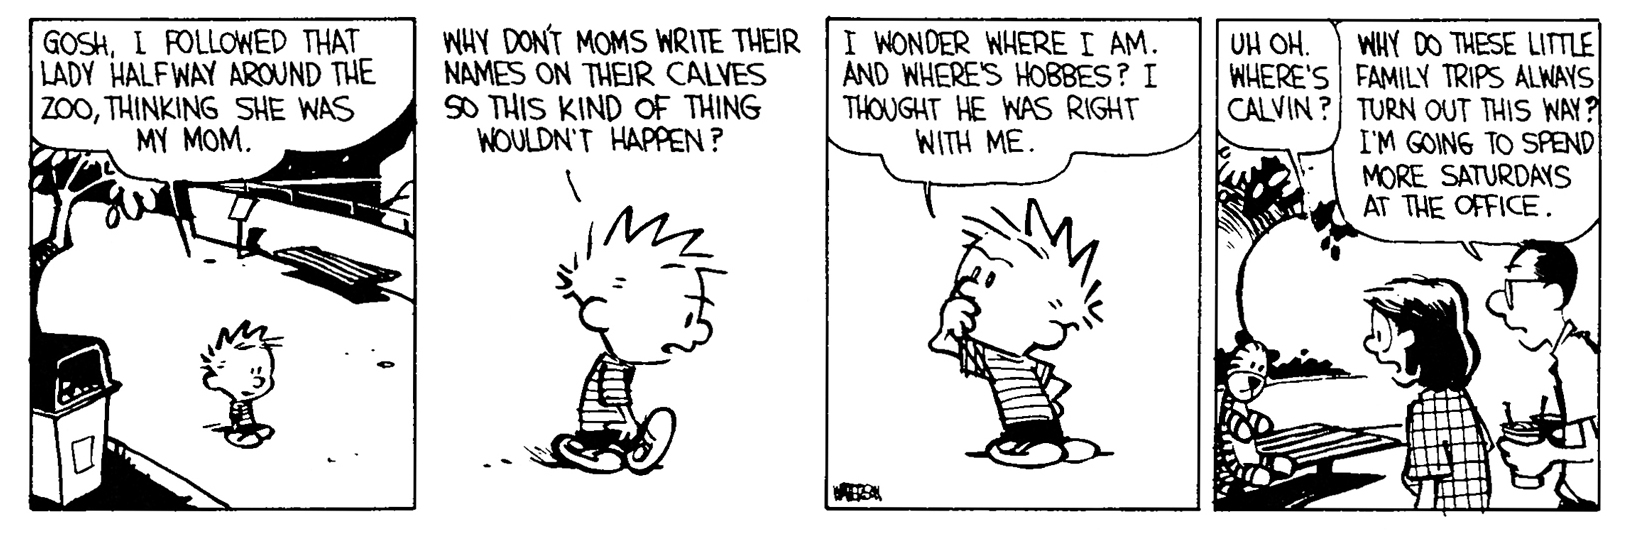 GOSH, I FOLLOWED THAT
LADY HALFWAY AROUND THE
ZOO, THINKING SHE WAS
MY MOM.
WHY DON'T MOMS WRITE THEIR
NAMES ON THEIR CALVES
SO THIS KIND OF THING
WOULDN'T HAPPEN?
I WONDER WHERE I AM.
AND WHERE'S HOBBES? I
THOUGHT HE WAS RIGHT
WITH ME.
WATTERSON
UH OH.
WHERE'S
CALVIN?
WHY DO THESE LITTLE
FAMILY TRIPS ALWAYS
TURN OUT THIS WAY?
I'M GOING TO SPEND
MORE SATURDAYS
AT THE OFFICE.